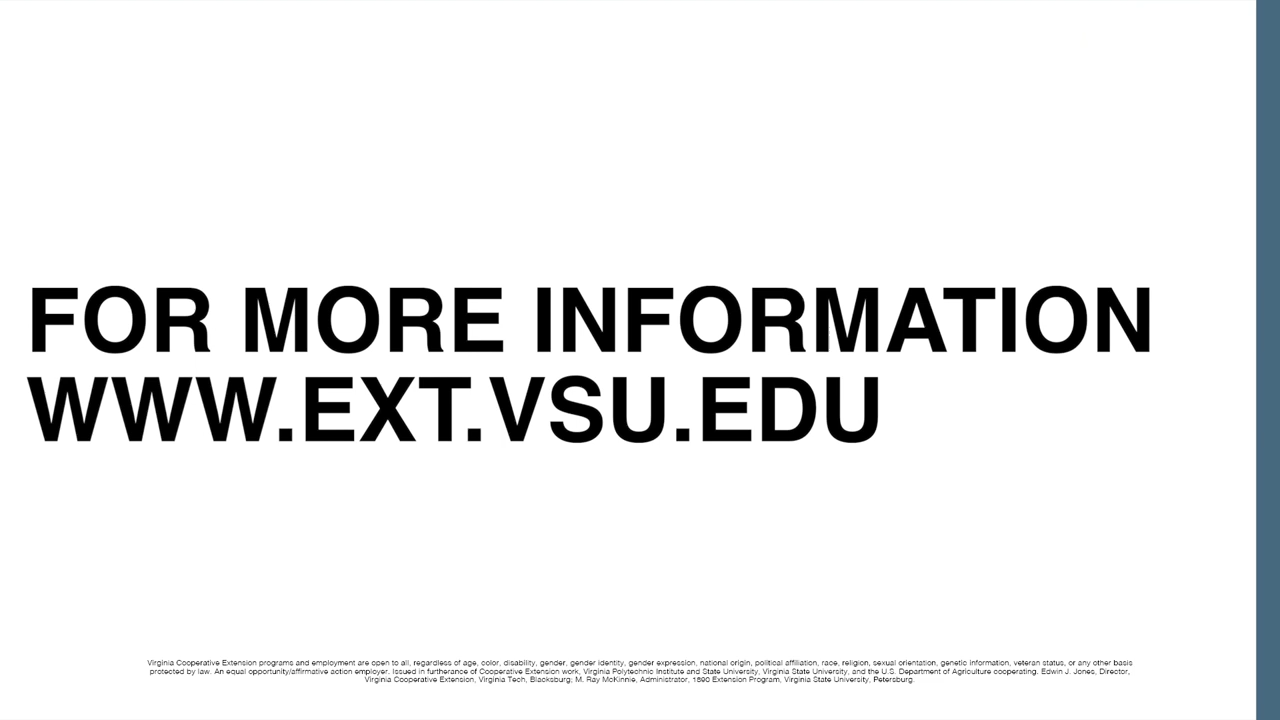 FOR MORE INFORMATION
WWW.EXT.VSU.EDU
Virginia Cooperative Extension programs and employment are open to all, regardless of age, color, disability, gender, gender identity, gender expression, national origin, political affiliation, race, religion, sexual orientation, genetic information, veteran status, or any other basis
protected by law. An equal opportunity/affirmative action employer. Issued in furtherance of Cooperative Extension work, Virginia Polytechnic Institute and State University, Virginia State University, and the U.S. Department of Agriculture cooperating. Edwin J. Jones, Director,
Virginia Cooperative Extension, Virginia Tech, Blacksburg; M. Ray McKinnie, Administrator, 1890 Extension Program, Virginia State University, Petersburg.